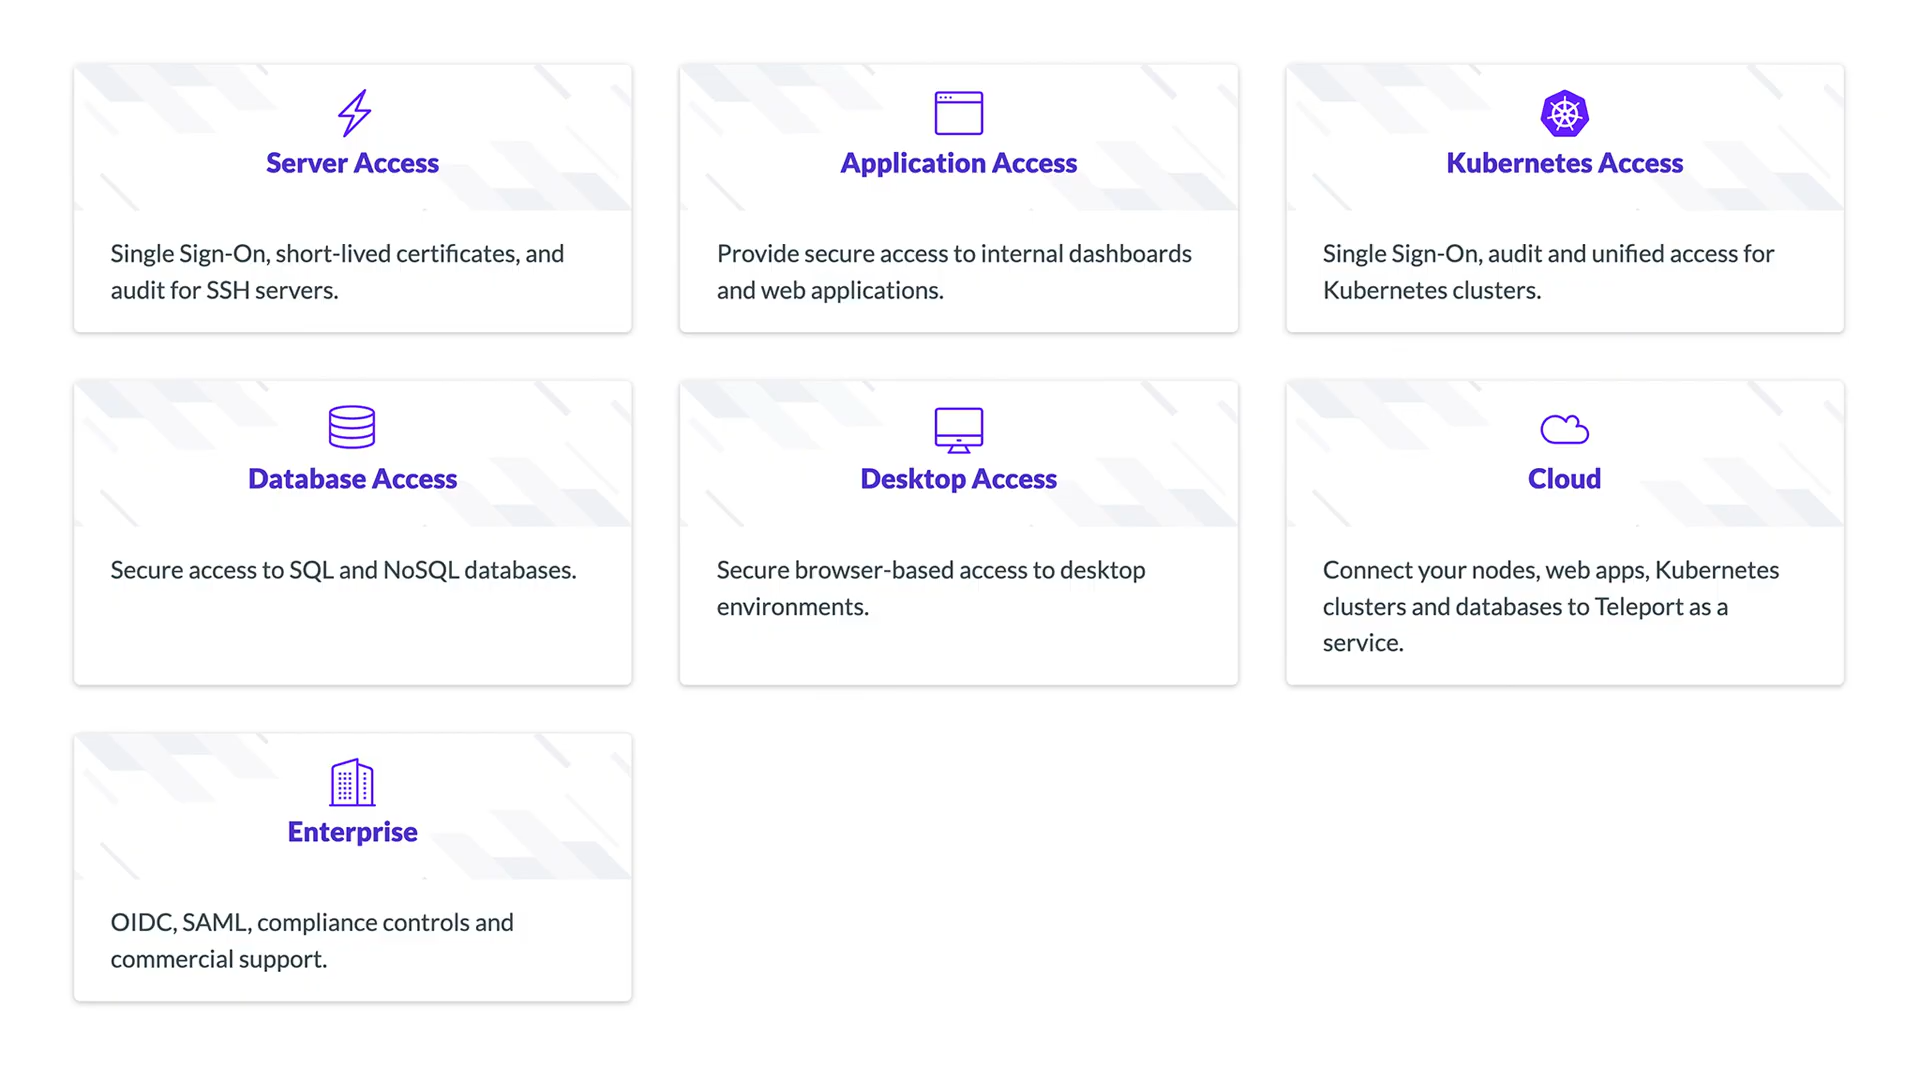 Server Access
Single Sign-On, short-lived certificates, and
audit for SSH servers.
Application Access
Provide secure access to internal dashboards
and web applications.
Kubernetes Access
Single Sign-On, audit and unified access for
Kubernetes clusters.
Database Access
Secure access to SQL and NoSQL databases.
Desktop Access
Secure browser-based access to desktop
environments.
Cloud
Connect your nodes, web apps, Kubernetes
clusters and databases to Teleport as a
service.
Enterprise
OIDC, SAML, compliance controls and
commercial support.